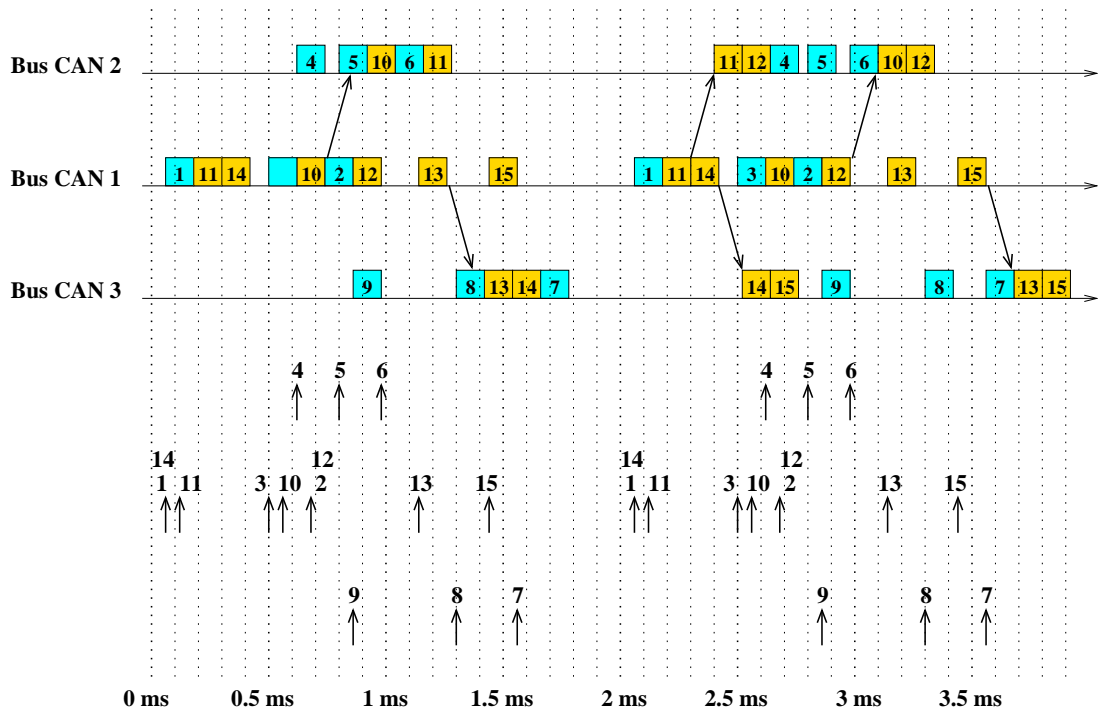 Bus CAN 2 4 5 10 6 11 11 12 4 5 6 10 12
Bus CAN 1 1 11 14 10 2 12 13 15 1 11 14 3 10 2 12 13 15
Bus CAN 3 9 8 13 14 7 14 15 9 8 7 13 15
4 5 6 4 5 6
14 12 14 12
1 11 3 10 2 13 15 1 11 3 10 2 13 15
9 8 7 9 8 7
0 ms 0.5 ms 1 ms 1.5 ms 2 ms 2.5 ms 3 ms 3.5 ms